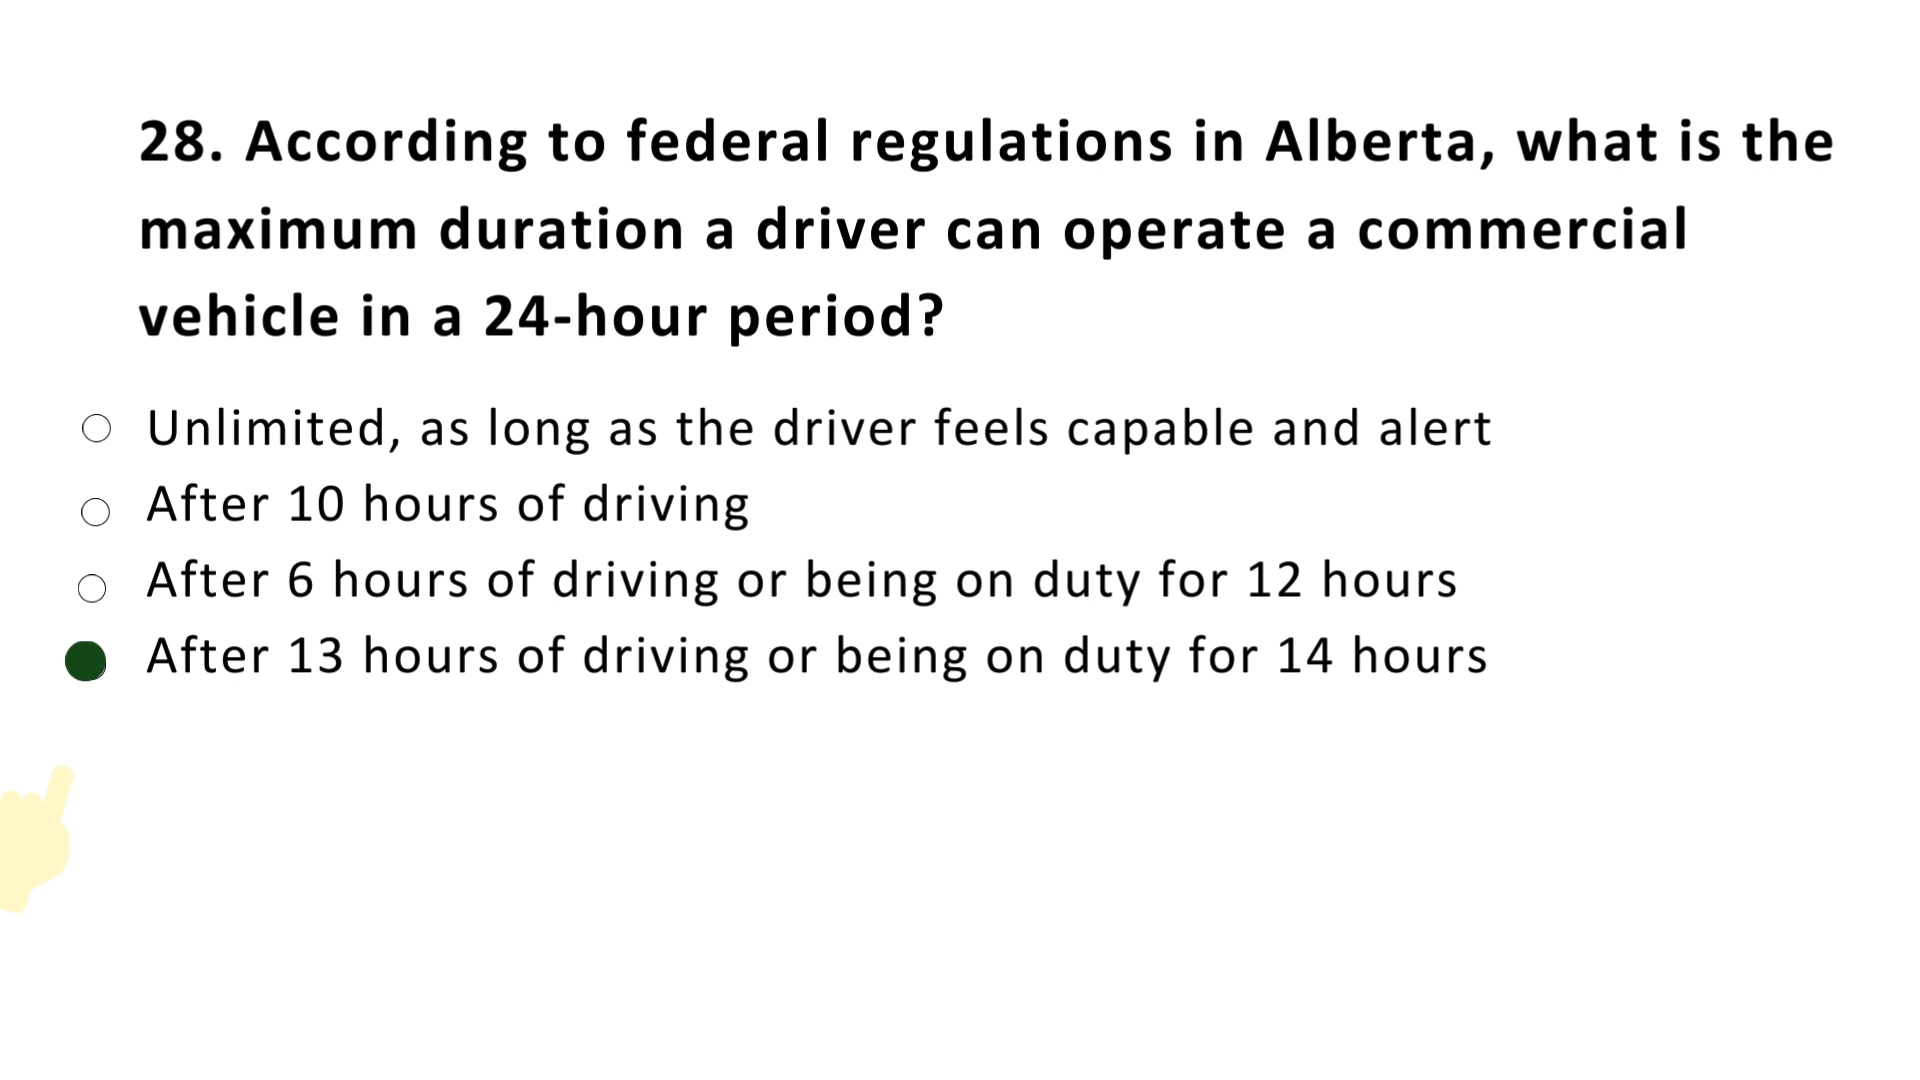 28. According to federal regulations in Alberta, what is the
maximum duration a driver can operate a commercial
vehicle in a 24-hour period?
Unlimited, as long as the driver feels capable and alert
After 10 hours of driving
After 6 hours of driving or being on duty for 12 hours
After 13 hours of driving or being on duty for 14 hours